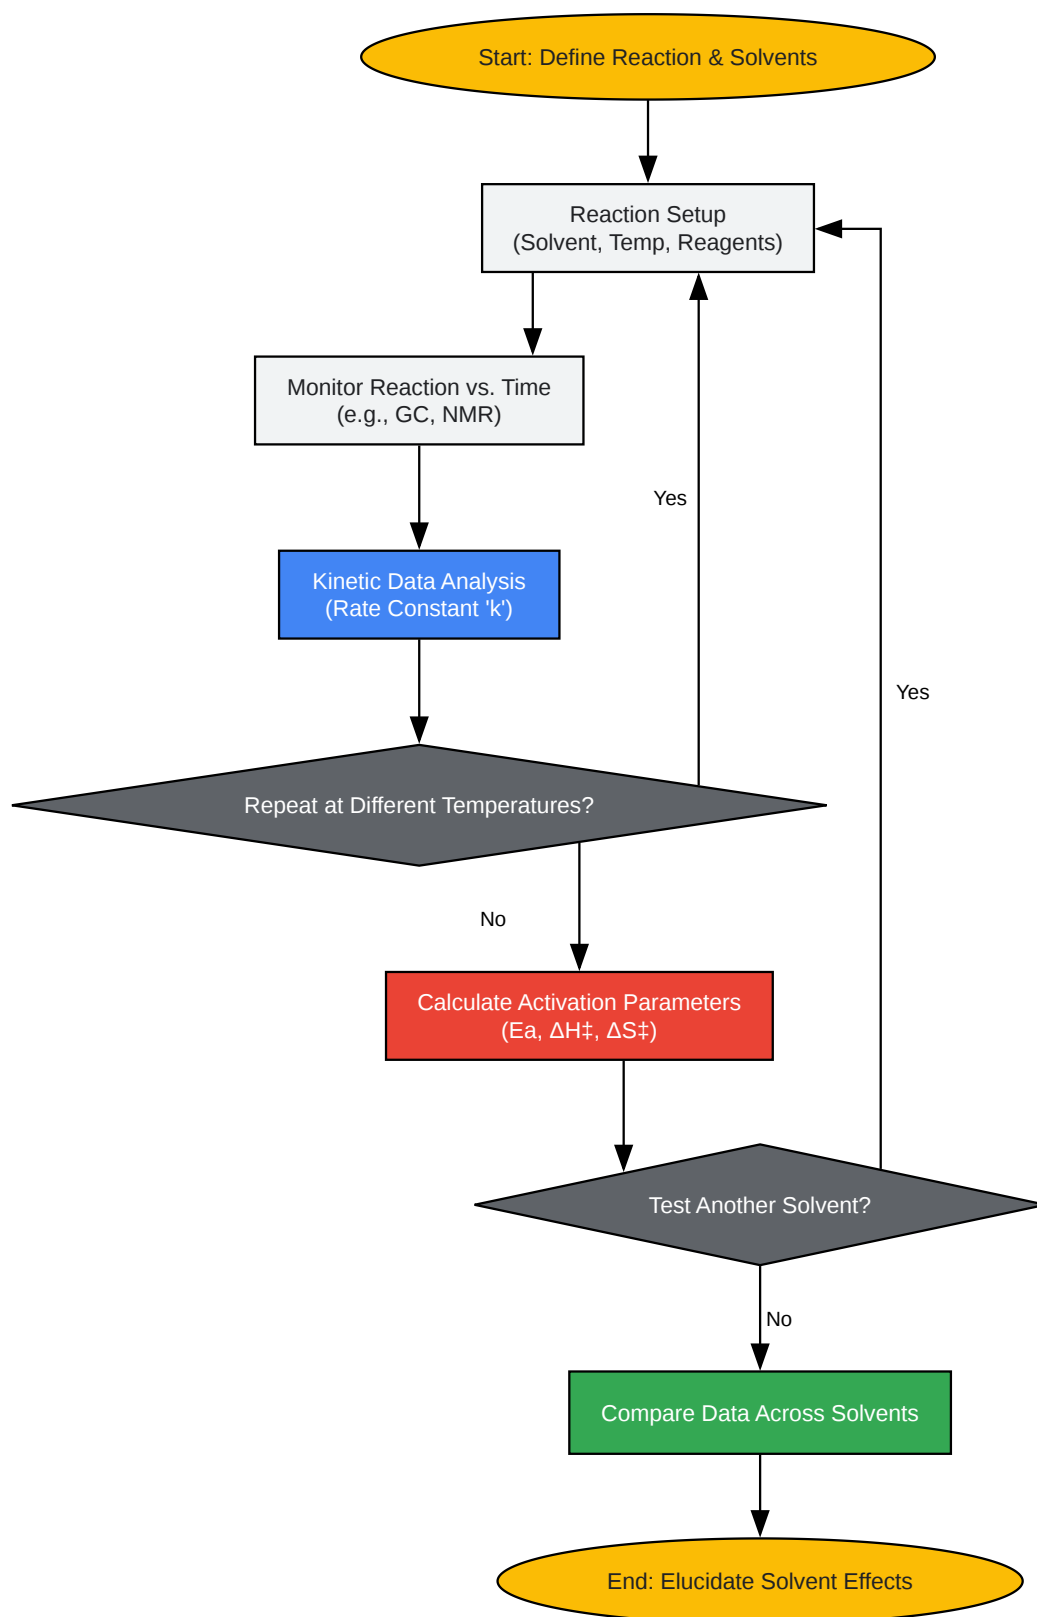 Start: Define Reaction & Solvents
Reaction Setup
(Solvent, Temp, Reagents)
Monitor Reaction vs. Time
(e.g., GC, NMR)
Yes
Kinetic Data Analysis
(Rate Constant 'k')
Yes
Repeat at Different Temperatures?
No
Calculate Activation Parameters
(Ea, ΔH‡, ΔS‡)
Test Another Solvent?
No
Compare Data Across Solvents
End: Elucidate Solvent Effects